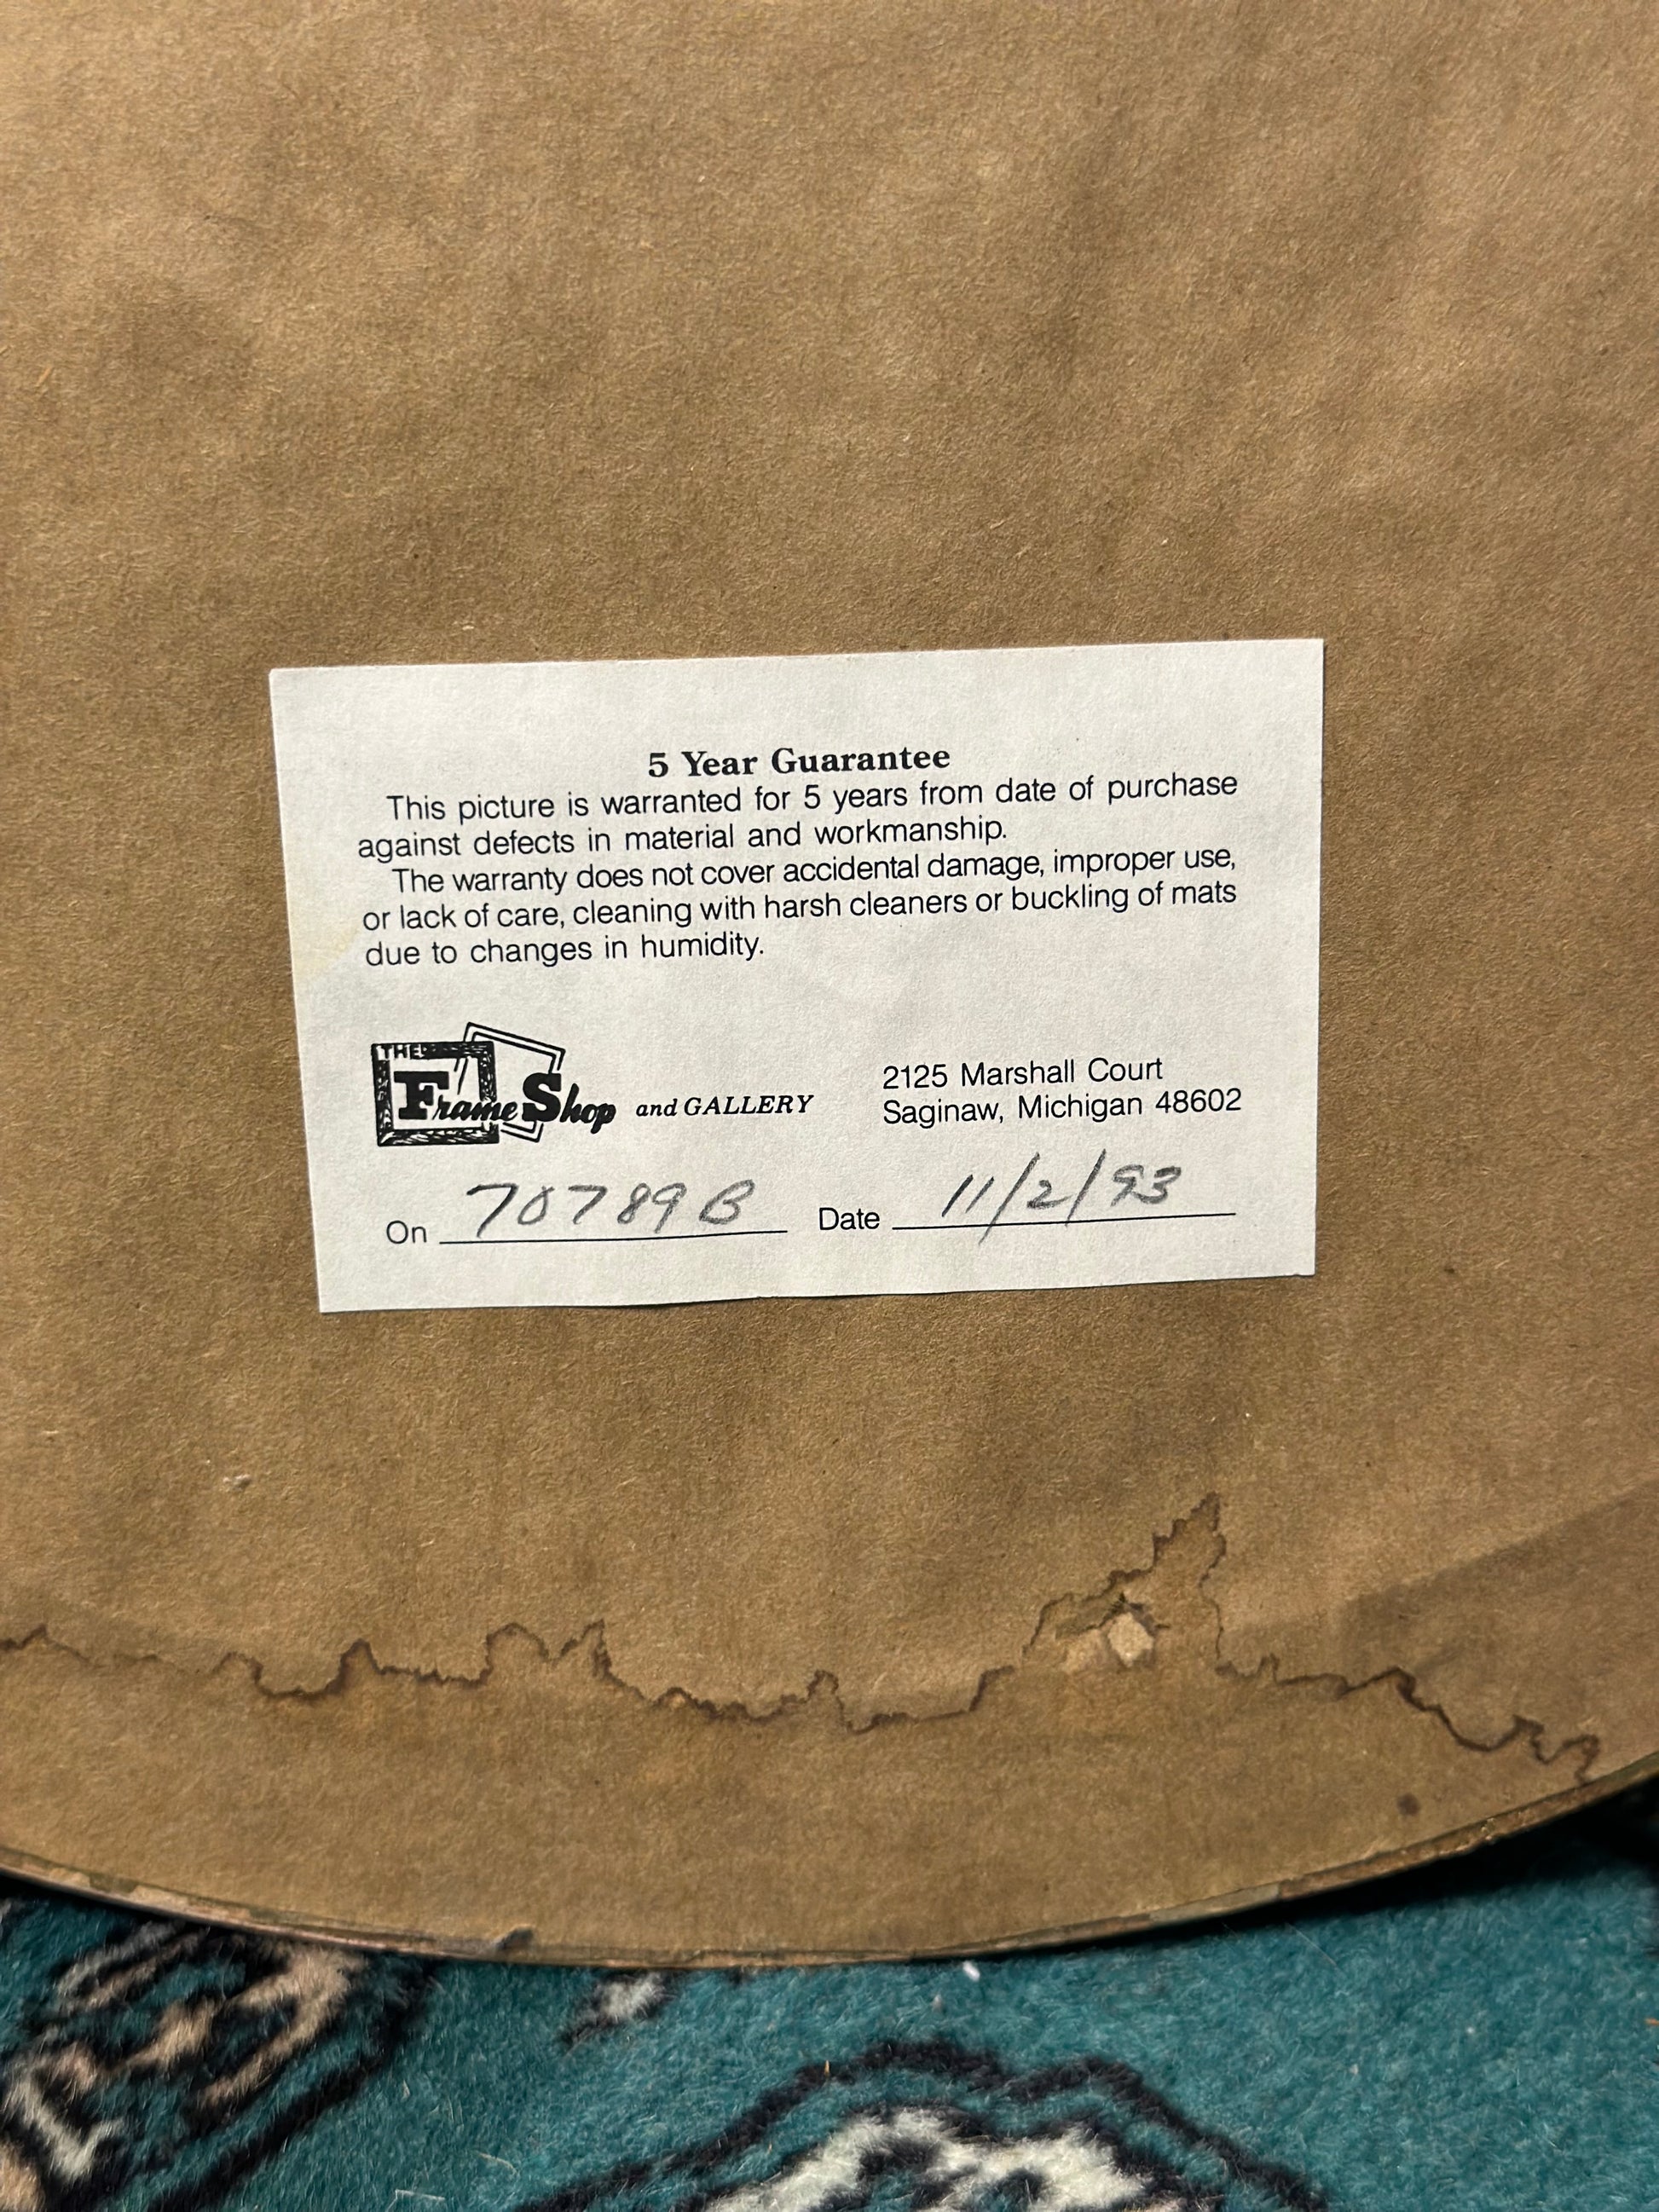 5 Year Guarantee
This picture is warranted for 5 years from date of purchase
against defects in material and workmanship.
The warranty does not cover accidental damage, improper use,
or lack of care, cleaning with harsh cleaners or buckling of mats
due to changes in humidity.
THE Frame Shop and GALLERY
2125 Marshall Court
Saginaw, Michigan 48602
On 70789B Date 11/2/93